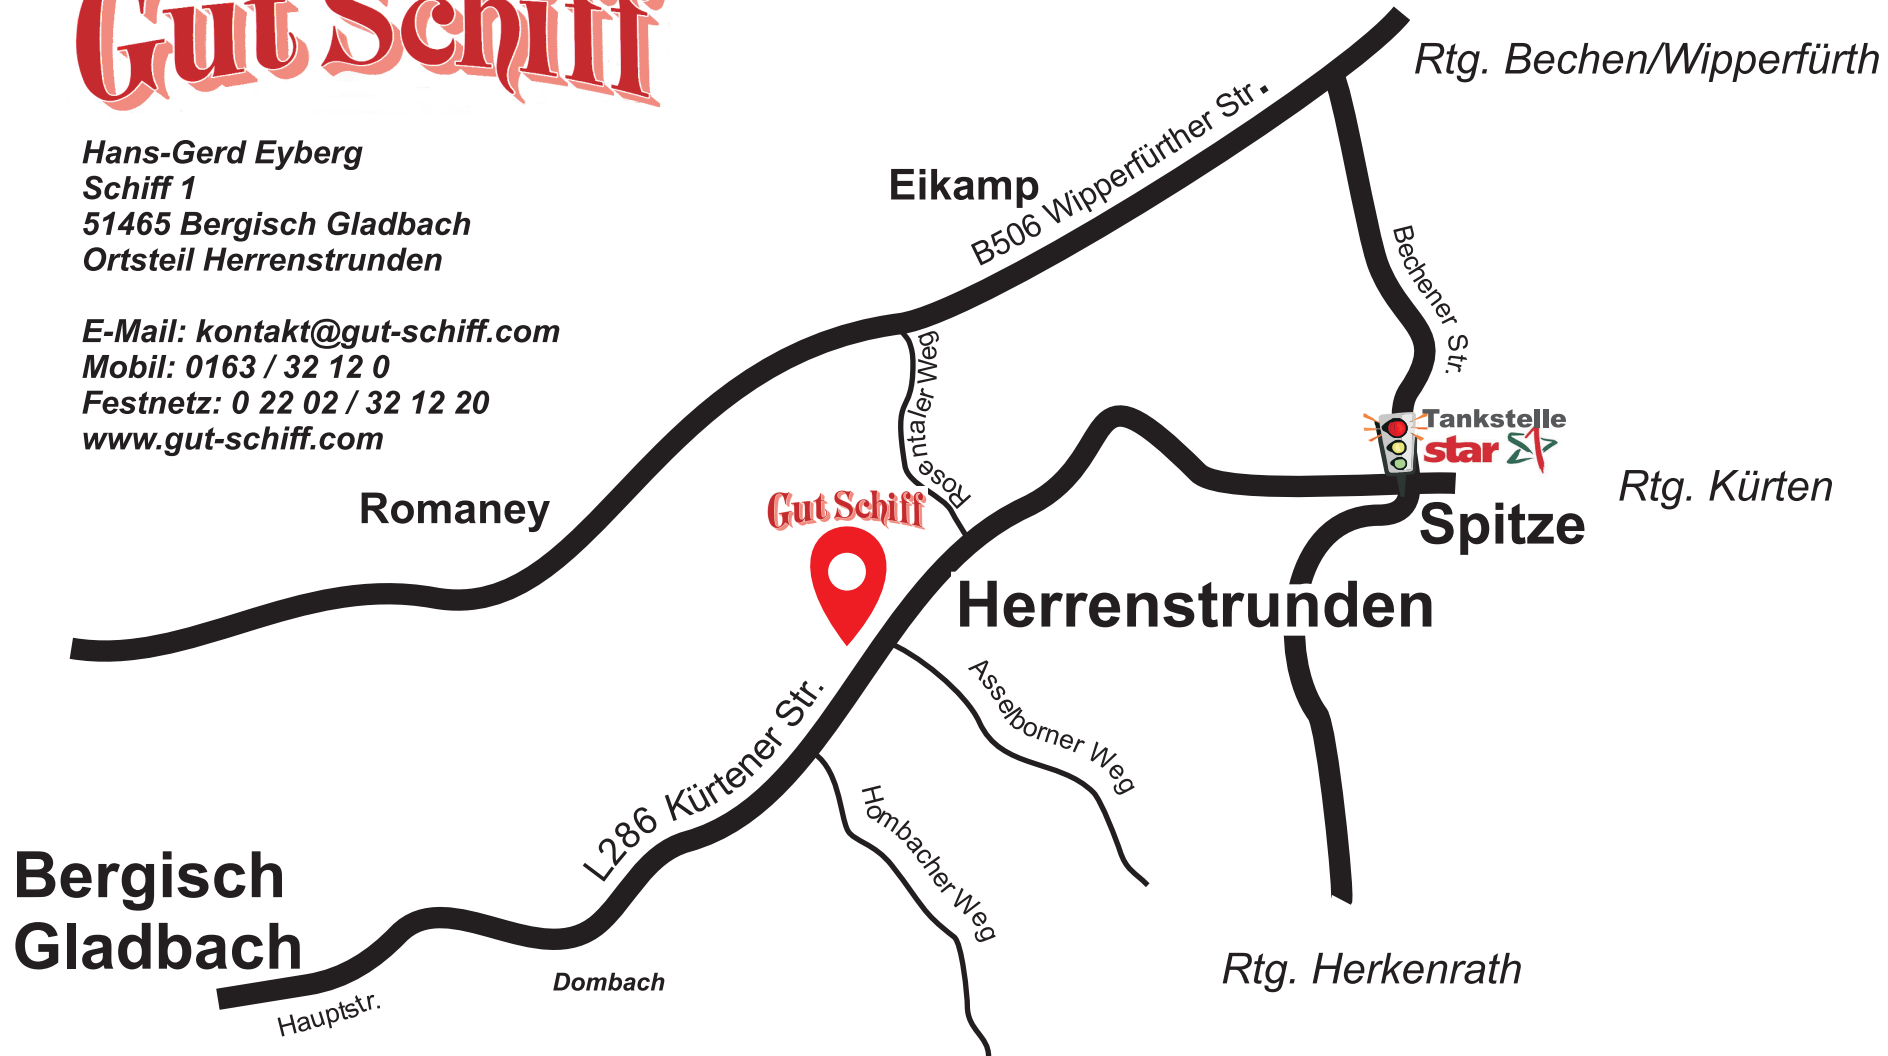 Gut Schiff
Hans-Gerd Eyberg
Schiff 1
51465 Bergisch Gladbach
Ortsteil Herrenstrunden
E-Mail: kontakt@gut-schiff.com
Mobil: 0163 / 32 12 0
Festnetz: 0 22 02 / 32 12 20
www.gut-schiff.com
Rtg. Bechen/Wipperfürth
Eikamp
B506 Wipperfürther Str.
Bechener Str.
Rosentaler Weg
Tankstelle
star
Rtg. Kürten
Romaney
Gut Schiff
Spitze
Herrenstrunden
Asselborner Weg
L286 Kürtener Str.
Hombacher Weg
Bergisch
Gladbach
Hauptstr.
Dombach
Rtg. Herkenrath